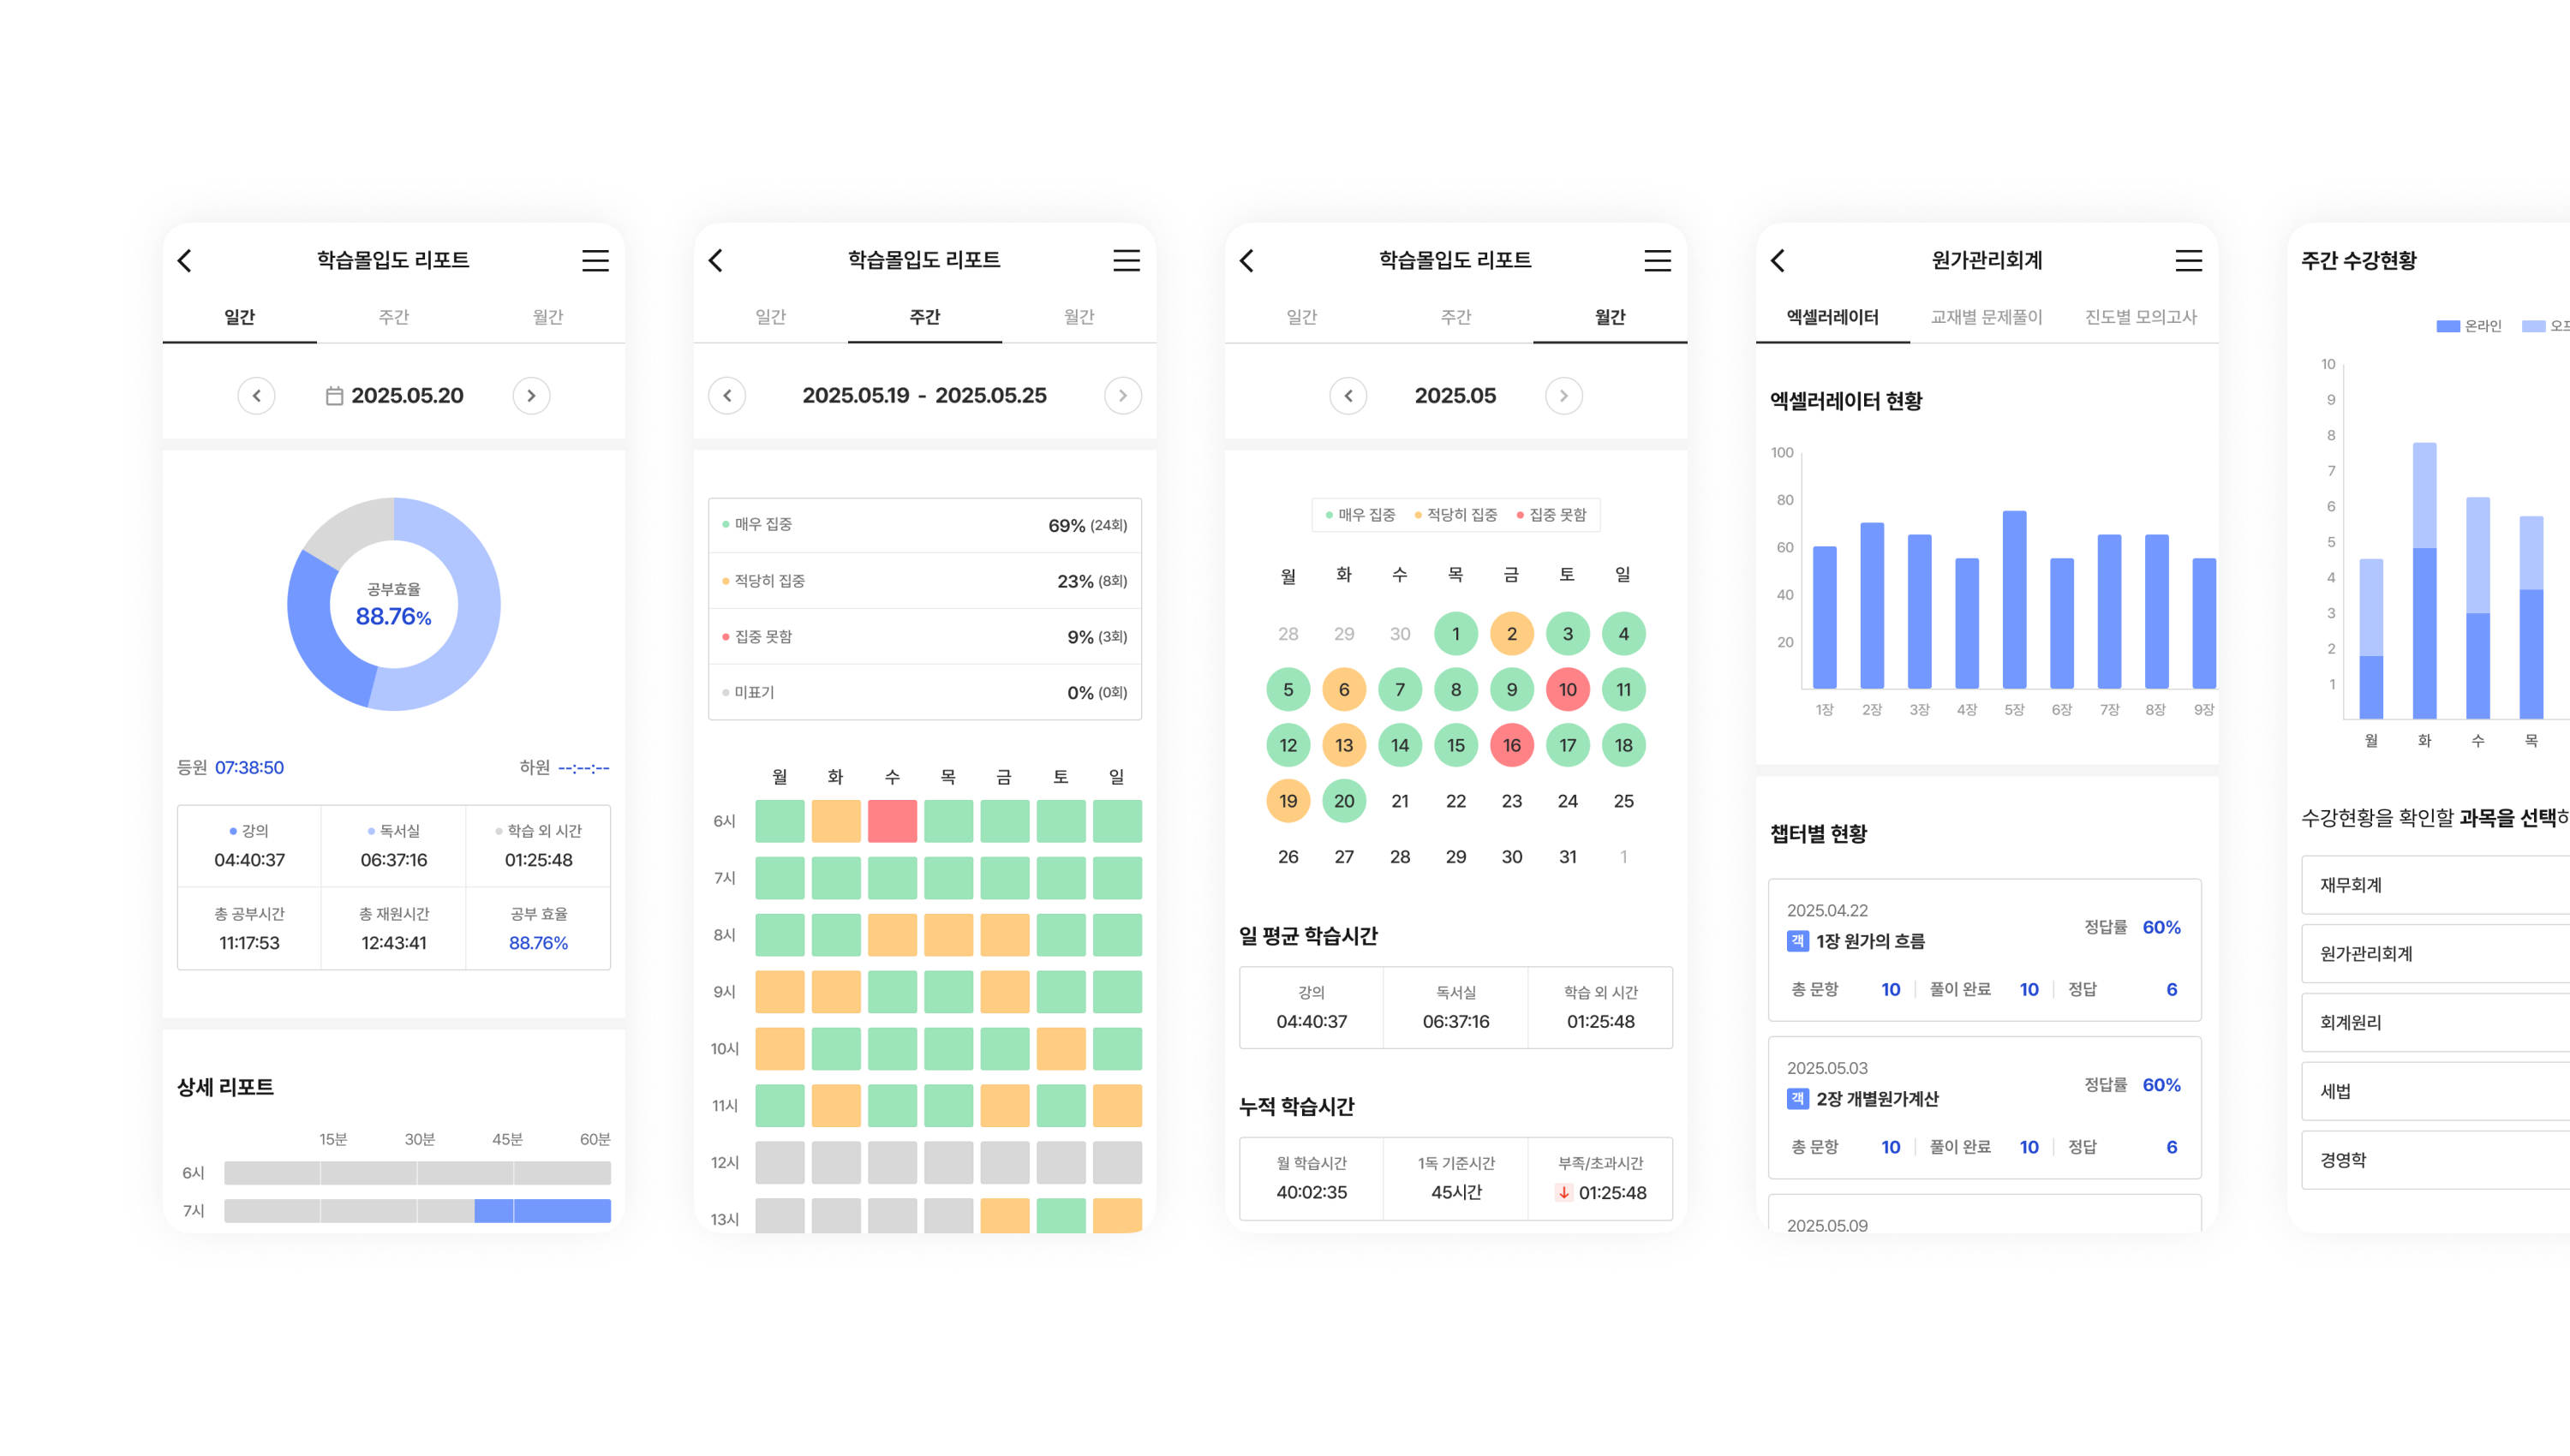 학습몰입도 리포트
일간 주간 월간
2025.05.20
공부효율
88.76%
등원 07:38:50 하원 --:--:--
강의 독서실 학습 외 시간
04:40:37 06:37:16 01:25:48
총 공부시간 총 재원시간 공부 효율
11:17:53 12:43:41 88.76%
상세 리포트
15분 30분 45분 60분
6시
7시
학습몰입도 리포트
일간 주간 월간
2025.05.19 - 2025.05.25
매우 집중 69% (24회)
적당히 집중 23% (8회)
집중 못함 9% (3회)
미표기 0% (0회)
월 화 수 목 금 토 일
6시
7시
8시
9시
10시
11시
12시
13시
학습몰입도 리포트
일간 주간 월간
2025.05
매우 집중 적당히 집중 집중 못함
월 화 수 목 금 토 일
28 29 30 1 2 3 4
5 6 7 8 9 10 11
12 13 14 15 16 17 18
19 20 21 22 23 24 25
26 27 28 29 30 31 1
일 평균 학습시간
강의 독서실 학습 외 시간
04:40:37 06:37:16 01:25:48
누적 학습시간
월 학습시간 1독 기준시간 부족/초과시간
40:02:35 45시간 01:25:48
원가관리회계
엑셀러레이터 교재별 문제풀이 진도별 모의고사
엑셀러레이터 현황
100
80
60
40
20
1장 2장 3장 4장 5장 6장 7장 8장 9장
챕터별 현황
2025.04.22
객 1장 원가의 흐름
정답률 60%
총 문항 10 풀이 완료 10 정답 6
2025.05.03
객 2장 개별원가계산
정답률 60%
총 문항 10 풀이 완료 10 정답 6
2025.05.09
주간 수강현황
온라인 오프
10
9
8
7
6
5
4
3
2
1
월 화 수 목
수강현황을 확인할 과목을 선택하
재무회계
원가관리회계
회계원리
세법
경영학